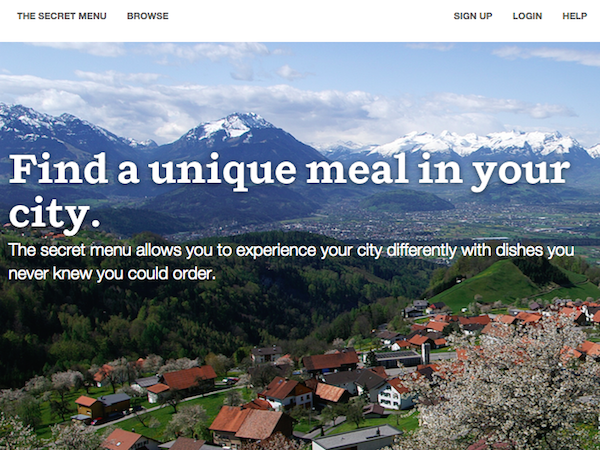 THE SECRET MENU BROWSE SIGN UP LOGIN HELP
Find a unique meal in your
city.
The secret menu allows you to experience your city differently with dishes you
never knew you could order.